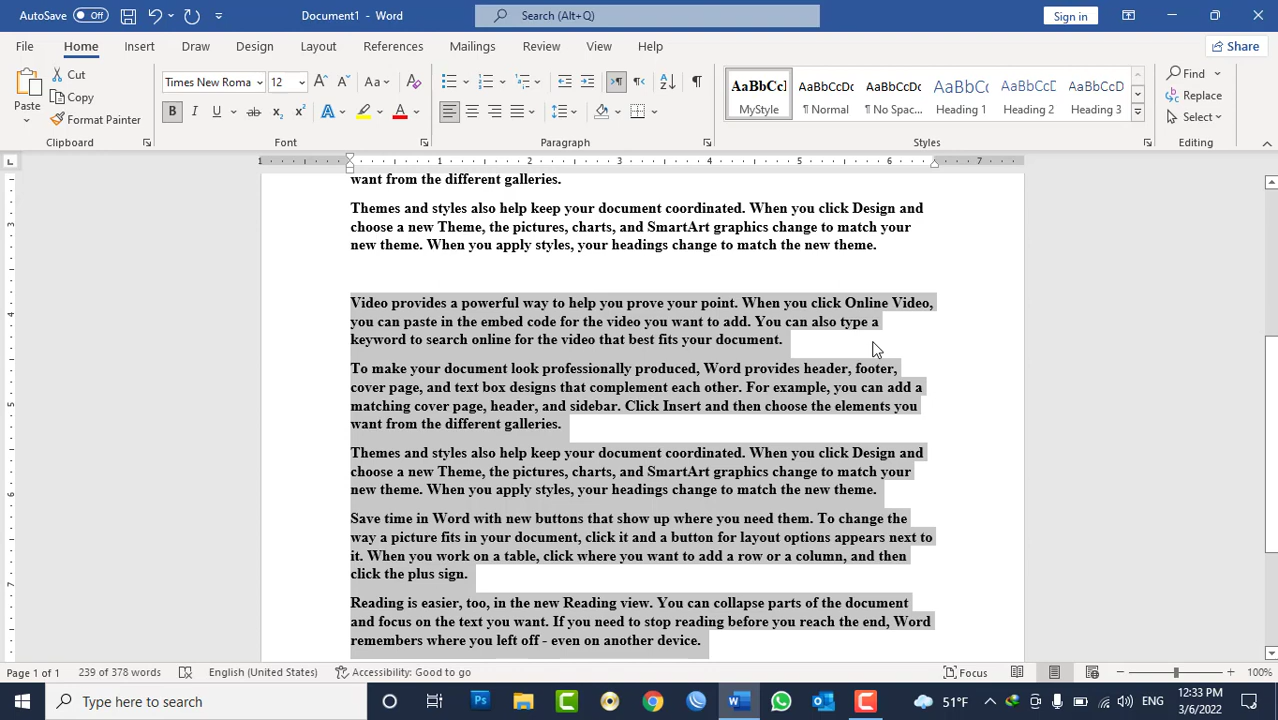 AutoSave Off Document1 - Word Search (Alt+Q) Sign in
File Home Insert Draw Design Layout References Mailings Review View Help Share
Paste Cut Copy Format Painter
Times New Roma 12 Aa
B I U ab x₂ x² A A
AaBbCcI MyStyle AaBbCcDc ¶ Normal AaBbCcDc ¶ No Spac... AaBbCc Heading 1 AaBbCcD Heading 2 AaBbCcD Heading 3
Find Replace Select
Clipboard Font Paragraph Styles Editing
1 1 2 3 4 5 6 7
want from the different galleries.
Themes and styles also help keep your document coordinated. When you click Design and
choose a new Theme, the pictures, charts, and SmartArt graphics change to match your
new theme. When you apply styles, your headings change to match the new theme.
Video provides a powerful way to help you prove your point. When you click Online Video,
you can paste in the embed code for the video you want to add. You can also type a
keyword to search online for the video that best fits your document.
To make your document look professionally produced, Word provides header, footer,
cover page, and text box designs that complement each other. For example, you can add a
matching cover page, header, and sidebar. Click Insert and then choose the elements you
want from the different galleries.
Themes and styles also help keep your document coordinated. When you click Design and
choose a new Theme, the pictures, charts, and SmartArt graphics change to match your
new theme. When you apply styles, your headings change to match the new theme.
Save time in Word with new buttons that show up where you need them. To change the
way a picture fits in your document, click it and a button for layout options appears next to
it. When you work on a table, click where you want to add a row or a column, and then
click the plus sign.
Reading is easier, too, in the new Reading view. You can collapse parts of the document
and focus on the text you want. If you need to stop reading before you reach the end, Word
remembers where you left off - even on another device.
3 4 5 6 7
Page 1 of 1 239 of 378 words English (United States) Accessibility: Good to go Focus 100%
Type here to search 51°F ENG 12:33 PM
3/6/2022